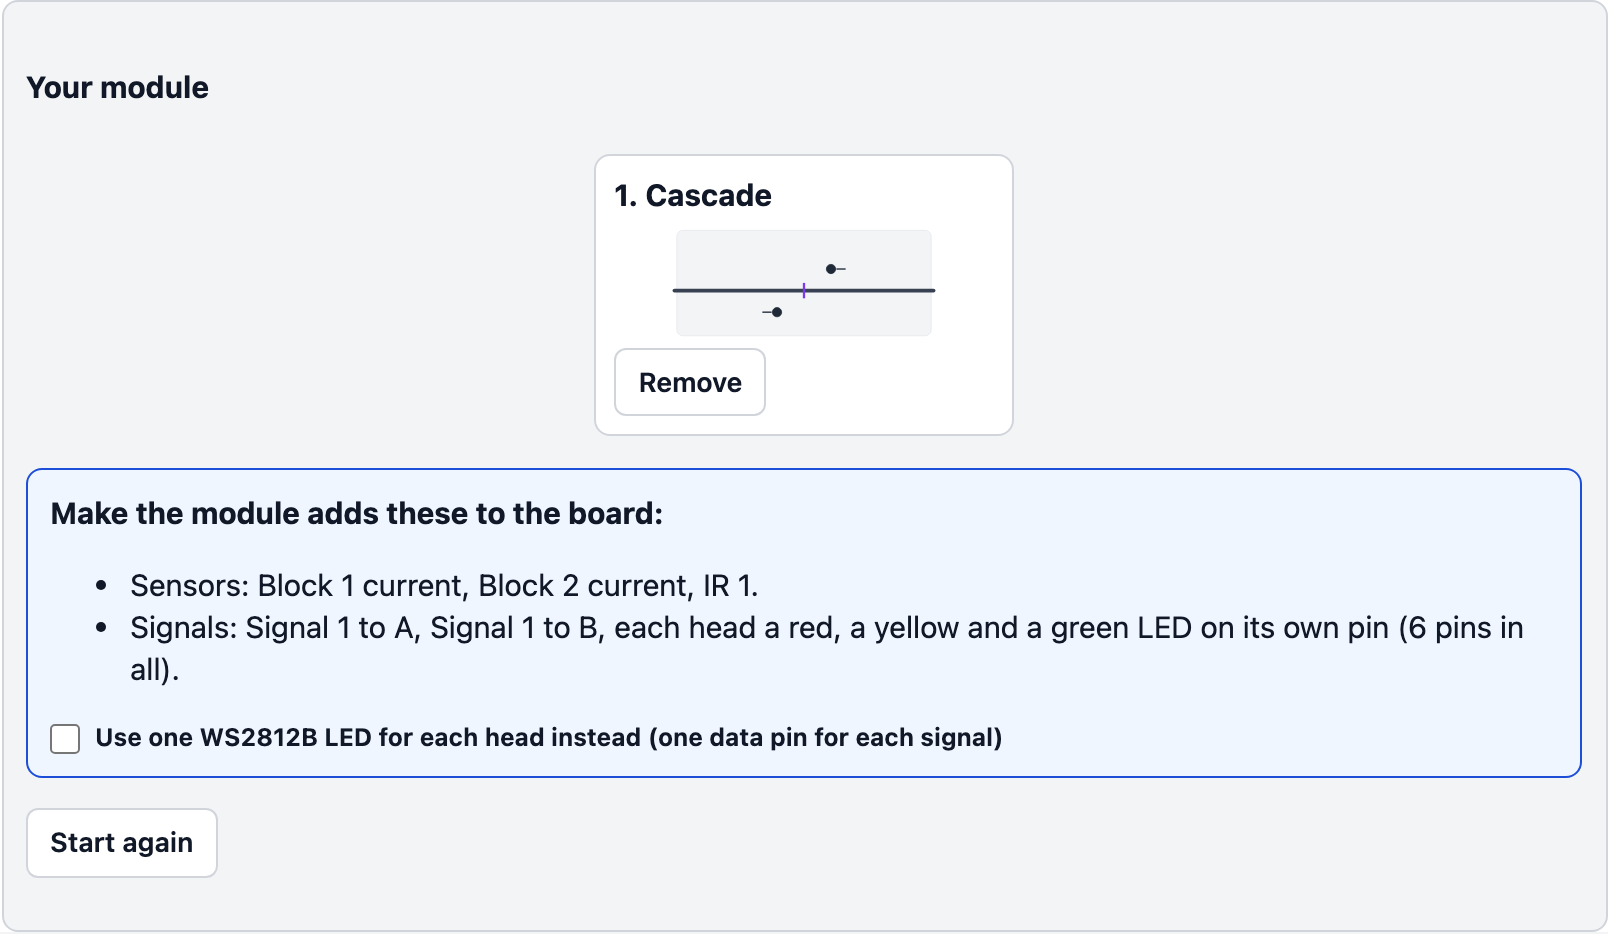 Your module
1. Cascade
Remove
Make the module adds these to the board:
Sensors: Block 1 current, Block 2 current, IR 1.
Signals: Signal 1 to A, Signal 1 to B, each head a red, a yellow and a green LED on its own pin (6 pins in
all).
Use one WS2812B LED for each head instead (one data pin for each signal)
Start again